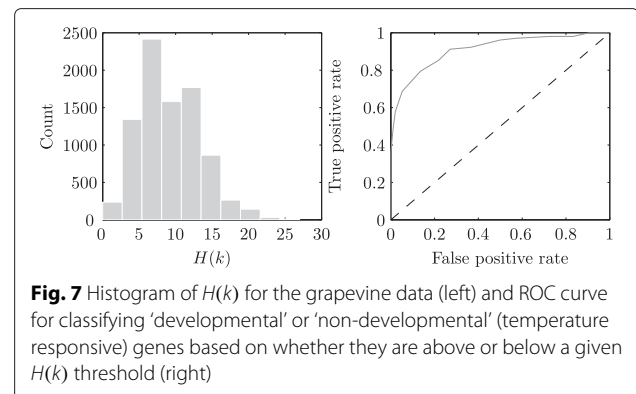 2500
2000
1500
1000
500
0
Count
0 5 10 15 20 25 30
H(k)
1
0.8
0.6
0.4
0.2
0
True positive rate
0 0.2 0.4 0.6 0.8 1
False positive rate
Fig. 7 Histogram of H(k) for the grapevine data (left) and ROC curve
for classifying ‘developmental’ or ‘non-developmental’ (temperature
responsive) genes based on whether they are above or below a given
H(k) threshold (right)